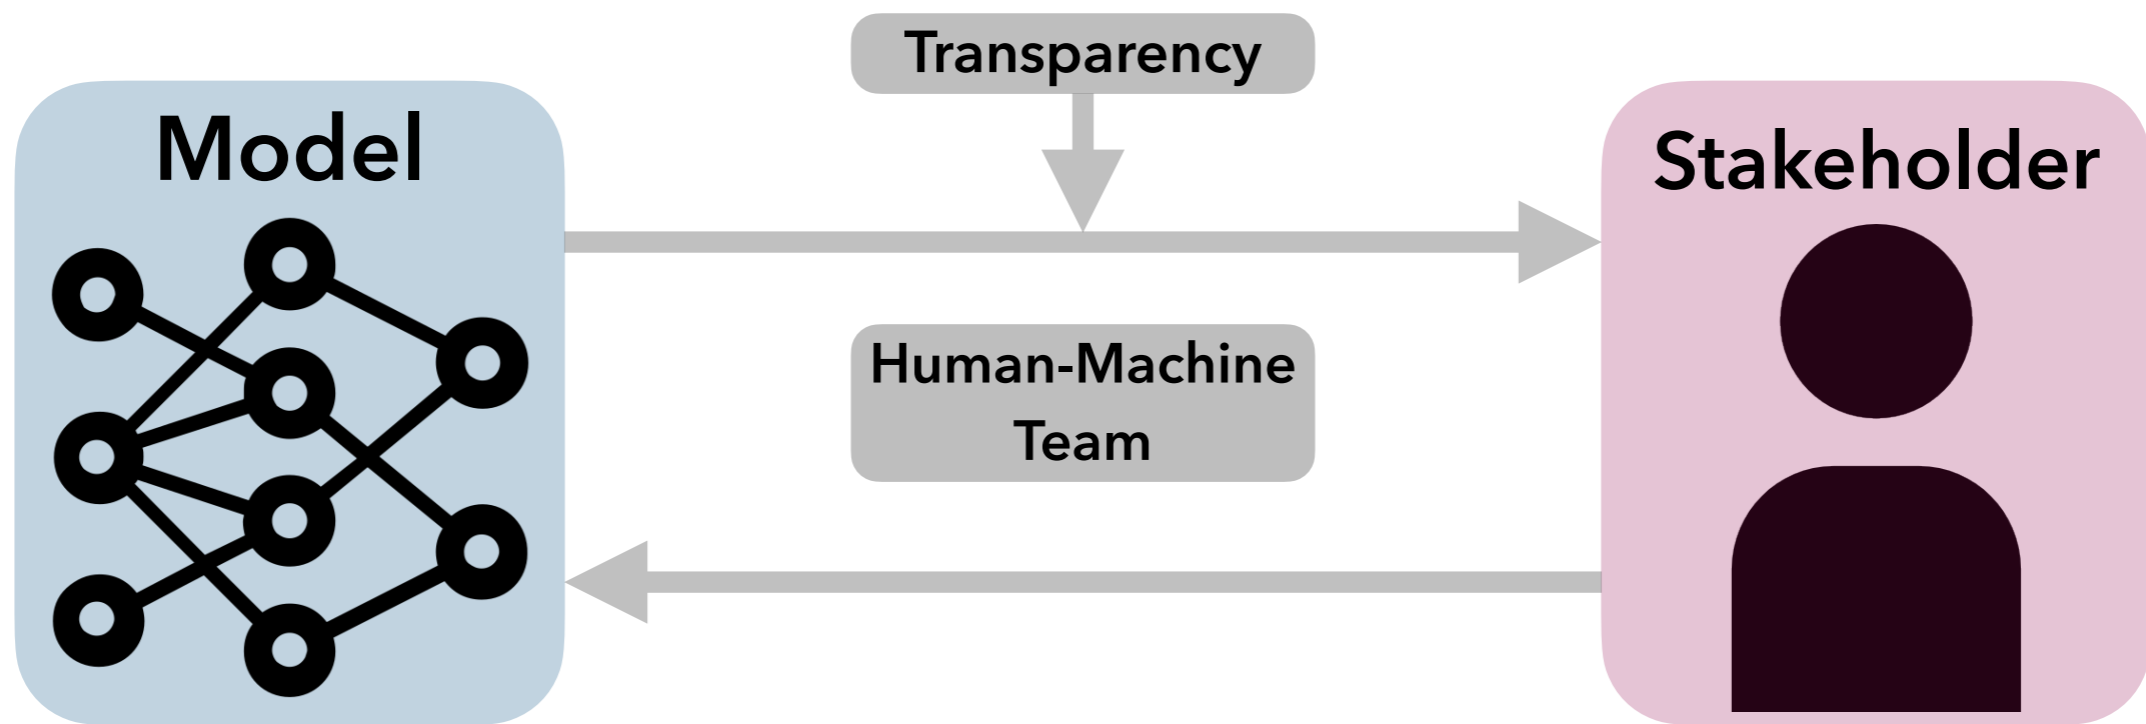 Transparency
Model
Stakeholder
Human-Machine
Team